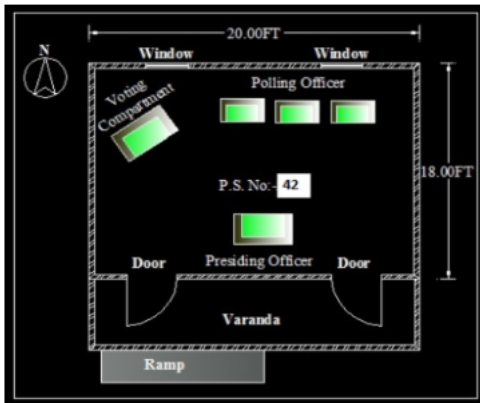 20.00FT
N
Window Window
Voting
Compartment
Polling Officer
18.00FT
P.S. No:- 42
Presiding Officer
Door Door
Varanda
Ramp